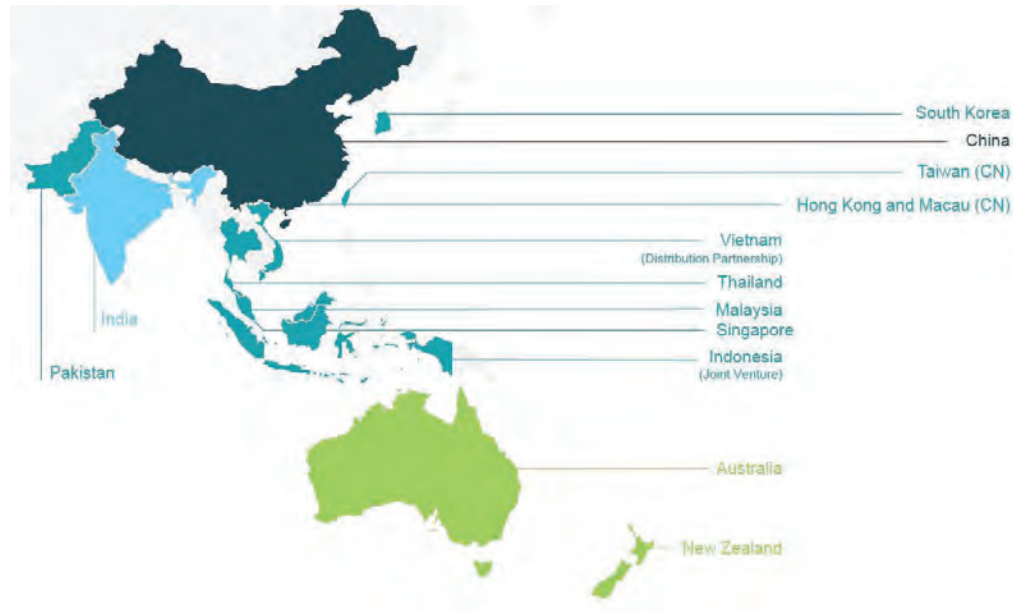 South Korea
China
Taiwan (CN)
Hong Kong and Macau (CN)
Vietnam
(Distribution Partnership)
Thailand
Malaysia
India
Singapore
Indonesia
Pakistan
(Joint Venture)
Australia
New Zealand